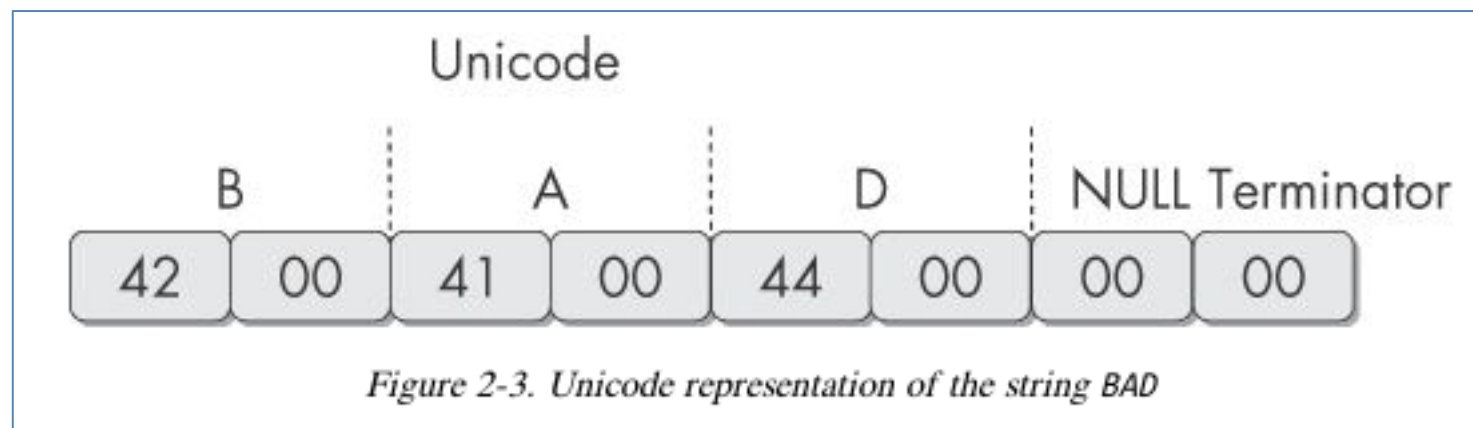 Unicode
B A D NULL Terminator
42 00 41 00 44 00 00 00
Figure 2-3. Unicode representation of the string BAD